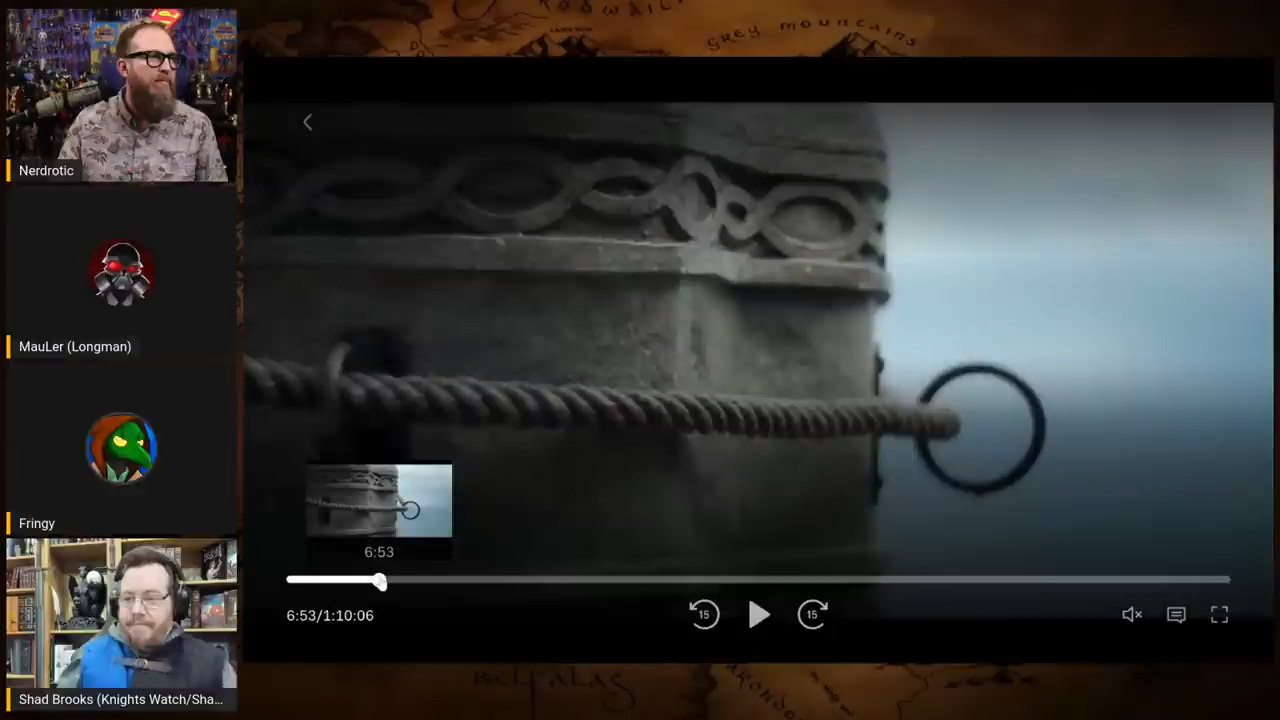 GREY MOUNTAINS
Nerdrotic
MauLer (Longman)
Fringy
6:53
6:53/1:10:06
15
15
Shad Brooks (Knights Watch/Sha...
BELFALAS